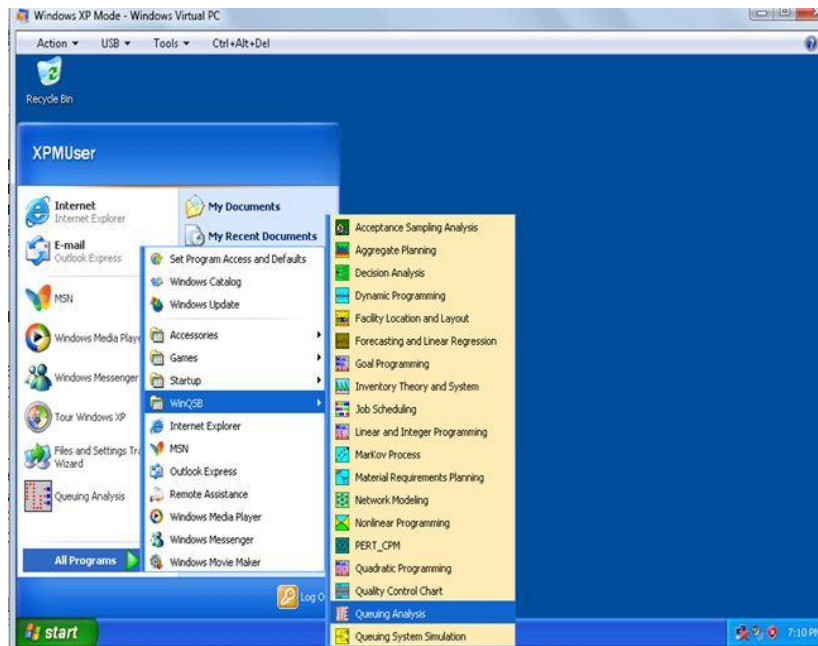 Windows XP Mode - Windows Virtual PC
Action USB Tools Ctrl+Alt+Del
Recycle Bin
XPMUser
Internet
Internet Explorer
E-mail
Outlook Express
MSN
Windows Media Playe
Windows Messenger
Tour Windows XP
Files and Settings Tra
Wizard
Queuing Analysis
All Programs
My Documents
My Recent Documents
Set Program Access and Defaults
Windows Catalog
Windows Update
Accessories
Games
Startup
WinQSB
Internet Explorer
MSN
Outlook Express
Remote Assistance
Windows Media Player
Windows Messenger
Windows Movie Maker
Acceptance Sampling Analysis
Aggregate Planning
Decision Analysis
Dynamic Programming
Facility Location and Layout
Forecasting and Linear Regression
Goal Programming
Inventory Theory and System
Job Scheduling
Linear and Integer Programming
MarKov Process
Material Requirements Planning
Network Modeling
Nonlinear Programming
PERT_CPM
Quadratic Programming
Quality Control Chart
Queuing Analysis
Queuing System Simulation
Log O
start
7:10 PM